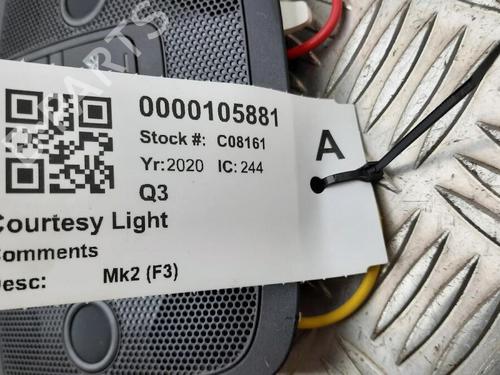 0000105881
Stock #: C08161
A
Yr: 2020 IC: 244
Q3
Courtesy Light
Comments
Desc: Mk2 (F3)